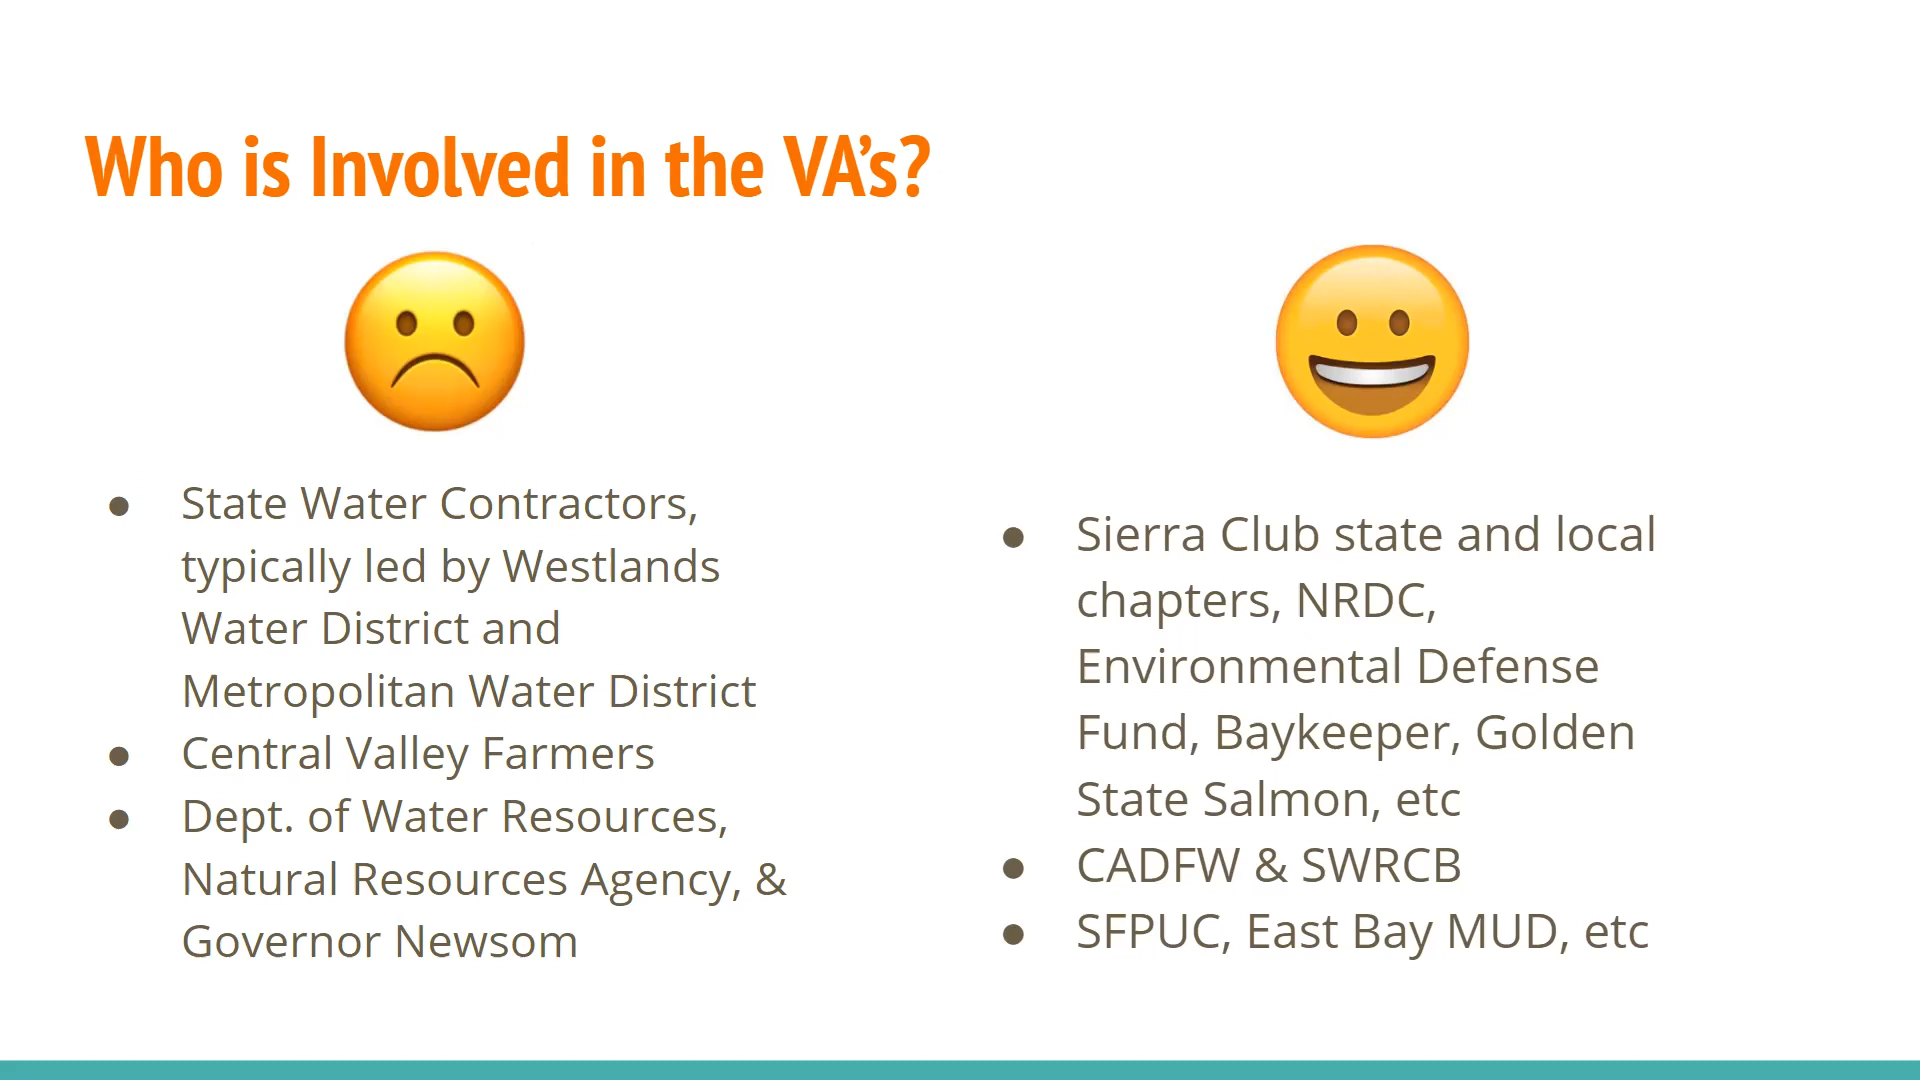 Who is Involved in the VA’s?
● State Water Contractors,
typically led by Westlands
Water District and
Metropolitan Water District
● Central Valley Farmers
● Dept. of Water Resources,
Natural Resources Agency, &
Governor Newsom
● Sierra Club state and local
chapters, NRDC,
Environmental Defense
Fund, Baykeeper, Golden
State Salmon, etc
● CADFW & SWRCB
● SFPUC, East Bay MUD, etc